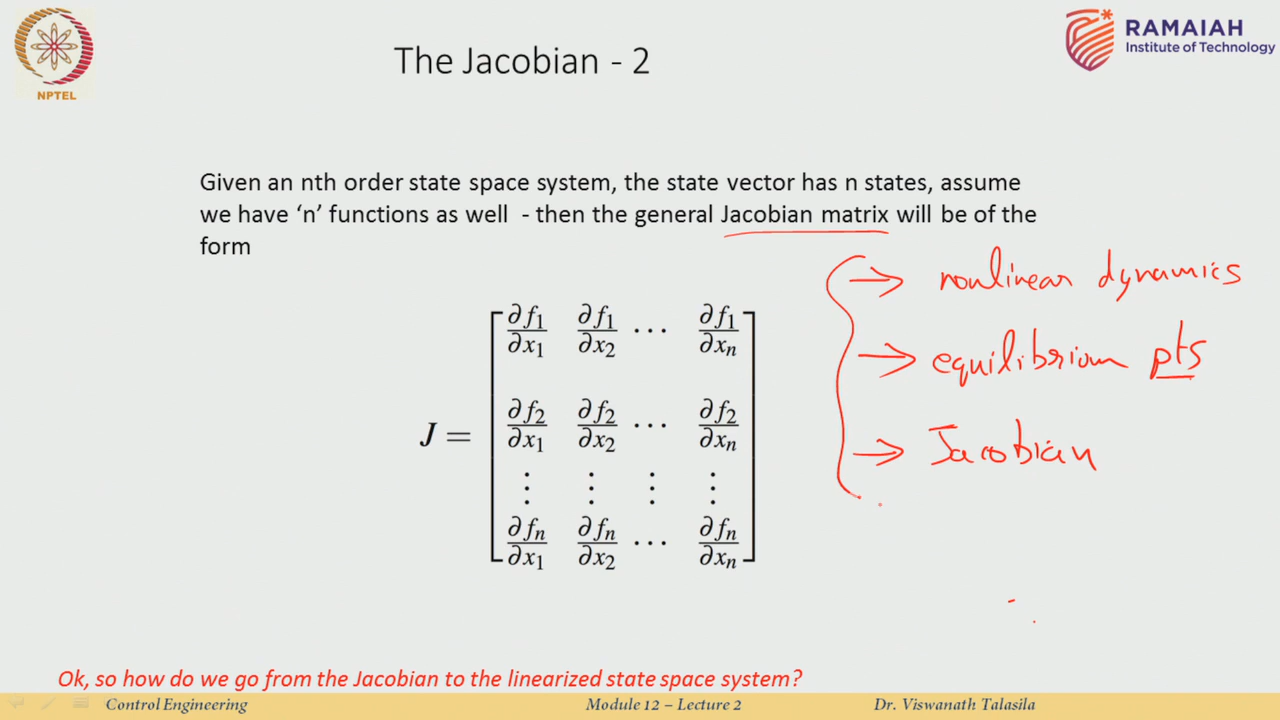 NPTEL
The Jacobian - 2
RAMAIAH
Institute of Technology
Given an nth order state space system, the state vector has n states, assume
we have ‘n’ functions as well - then the general Jacobian matrix will be of the
form
J = [ ∂f₁/∂x₁ ∂f₁/∂x₂ ⋯ ∂f₁/∂xₙ
∂f₂/∂x₁ ∂f₂/∂x₂ ⋯ ∂f₂/∂xₙ
⋮ ⋮ ⋮ ⋮
∂fₙ/∂x₁ ∂fₙ/∂x₂ ⋯ ∂fₙ/∂xₙ ]
→ nonlinear dynamics
→ equilibrium pts
→ Jacobian
Ok, so how do we go from the Jacobian to the linearized state space system?
Control Engineering
Module 12 – Lecture 2
Dr. Viswanath Talasila